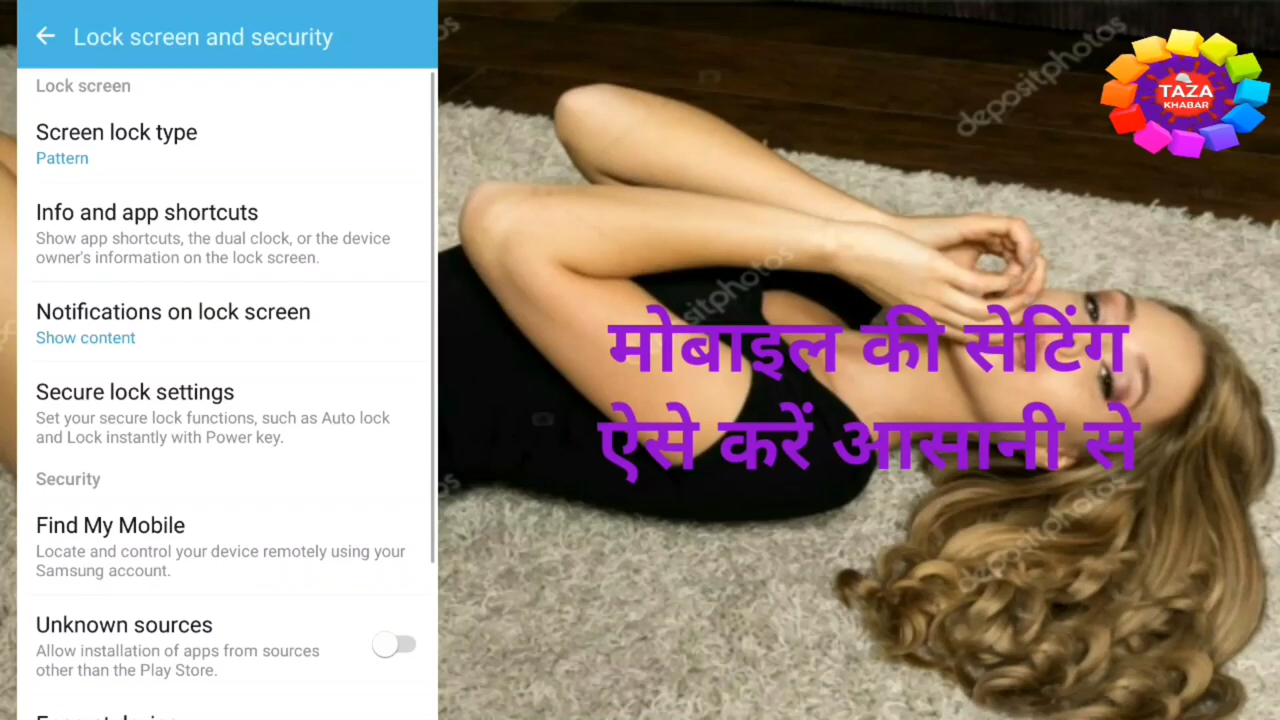 Lock screen and security
Lock screen
Screen lock type
Pattern
Info and app shortcuts
Show app shortcuts, the dual clock, or the device
owner's information on the lock screen.
Notifications on lock screen
Show content
Secure lock settings
Set your secure lock functions, such as Auto lock
and Lock instantly with Power key.
Security
Find My Mobile
Locate and control your device remotely using your
Samsung account.
Unknown sources
Allow installation of apps from sources
other than the Play Store.
depositphotos
TAZA
KHABAR
मोबाइल की सेटिंग
ऐसे करें आसानी से
depositphotos